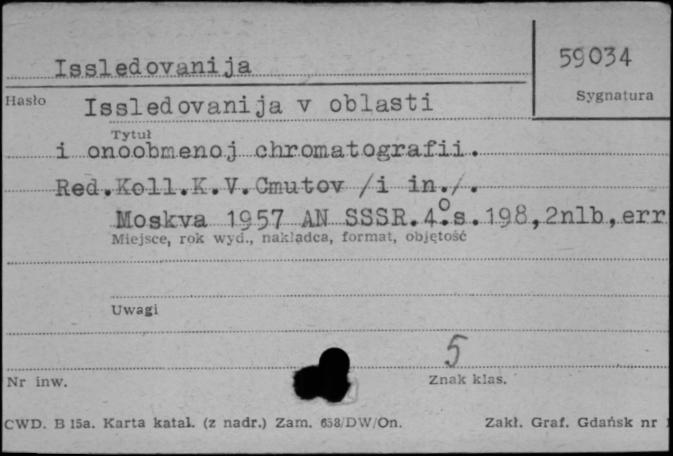 Issledovanija
59034
Hasło
Sygnatura
Issledovanija v oblasti
Tytuł
i onoobmenoj chromatografii.
Red.Koll.K.V.Cmutov /i in./.
Moskva 1957 AN SSSR.4°.s.198,2nlb,err
Miejsce, rok wyd., nakładca, format, objętość
Uwagi
5
Nr inw.
Znak klas.
CWD. B 15a. Karta katal. (z nadr.) Zam. 658/DW/On.
Zakł. Graf. Gdańsk nr 1